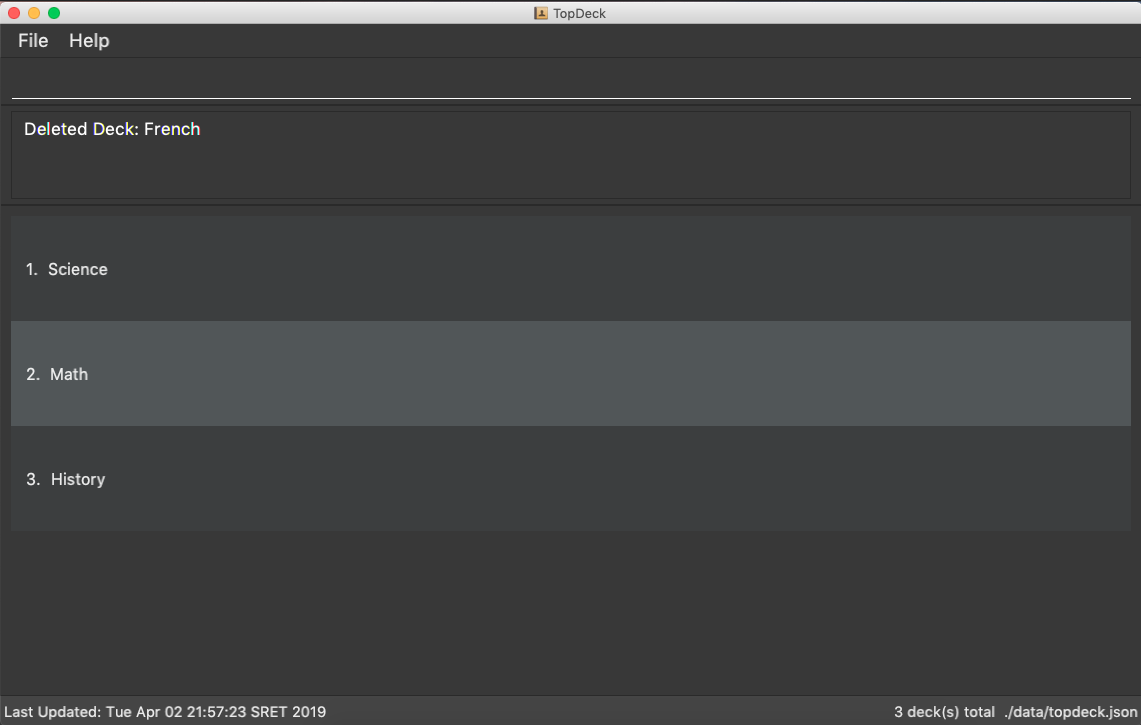 TopDeck
File Help
Deleted Deck: French
1. Science
2. Math
3. History
Last Updated: Tue Apr 02 21:57:23 SRET 2019 3 deck(s) total ./data/topdeck.json